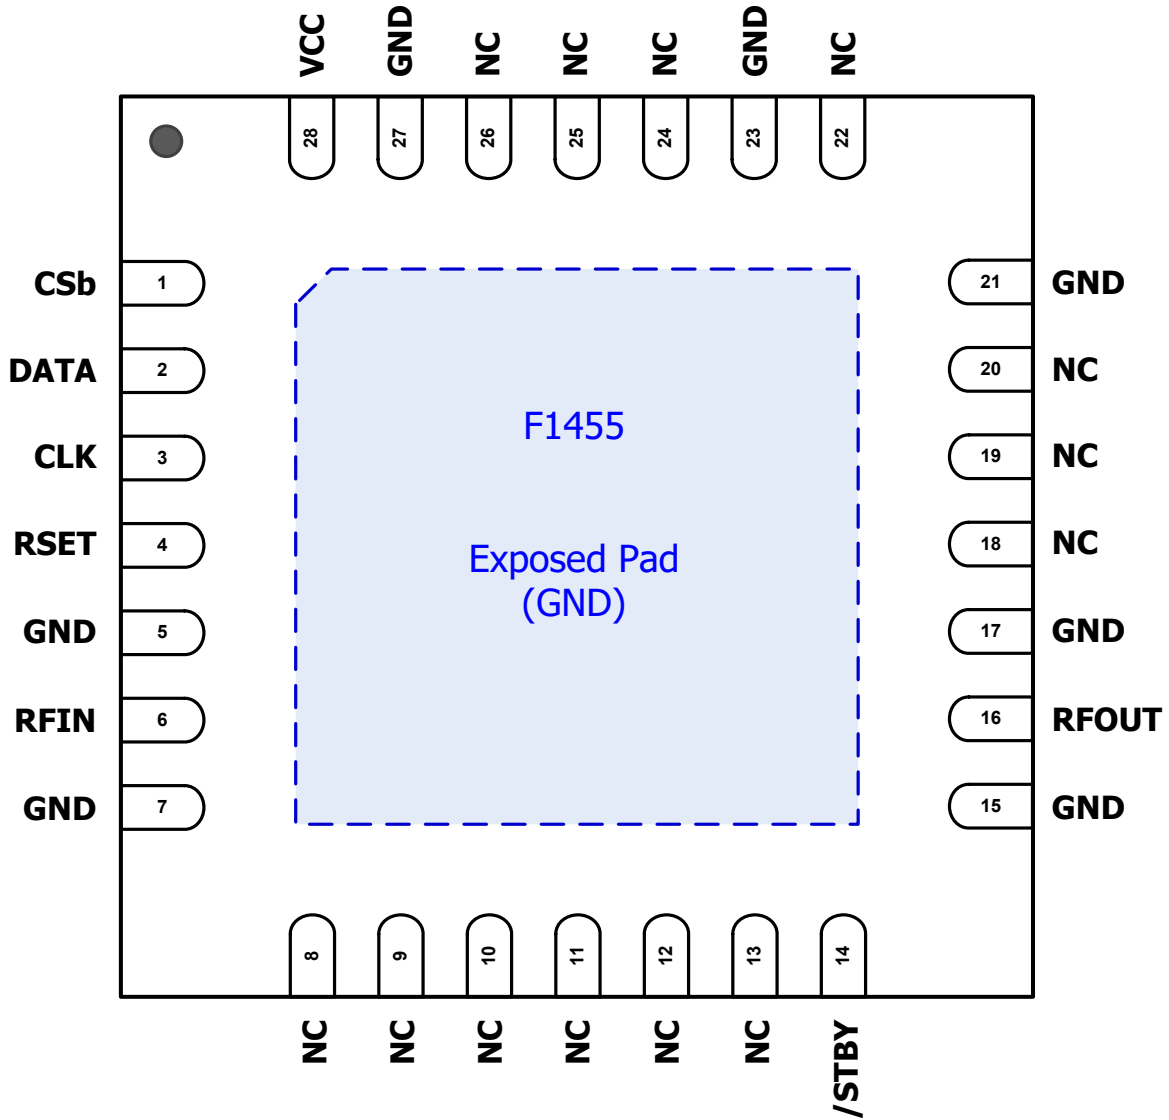 VCC GND NC NC NC GND NC
28 27 26 25 24 23 22
CSb 1 21 GND
DATA 2 20 NC
CLK 3 19 NC
RSET 4 18 NC
GND 5 17 GND
RFIN 6 16 RFOUT
GND 7 15 GND
F1455
Exposed Pad
(GND)
8 9 10 11 12 13 14
NC NC NC NC NC NC /STBY